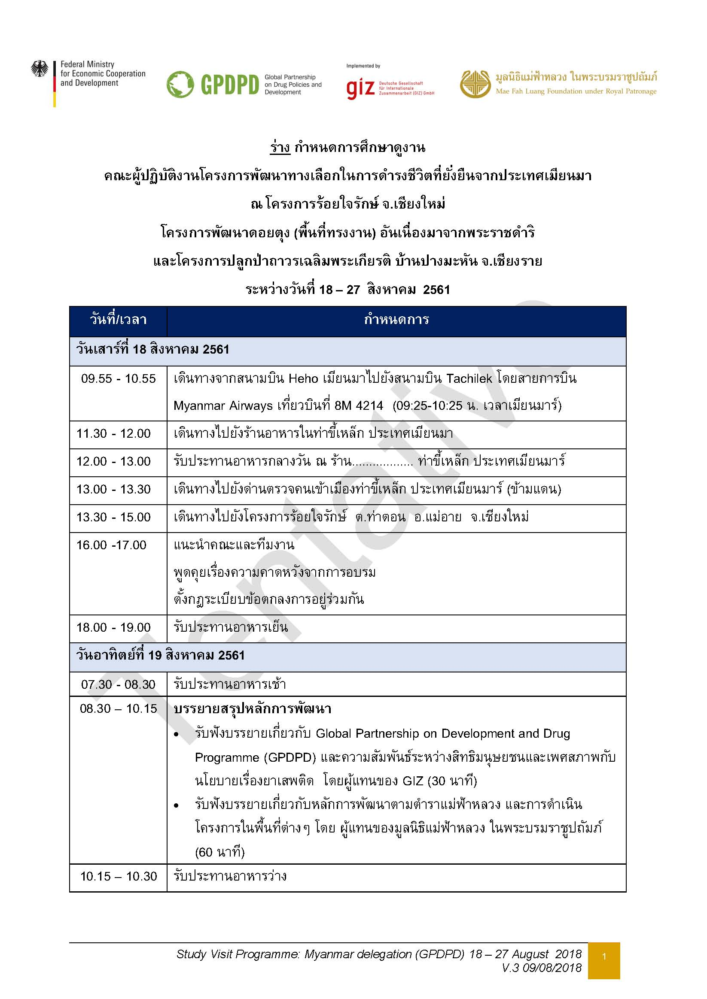 Federal Ministry
for Economic Cooperation
and Development
GPDPD
Global Partnership
on Drug Policies and
Development
Implemented by
giz
Deutsche Gesellschaft
für Internationale
Zusammenarbeit (GIZ) GmbH
มูลนิธิแม่ฟ้าหลวง ในพระบรมราชูปถัมภ์
Mae Fah Luang Foundation under Royal Patronage
ร่าง กำหนดการศึกษาดูงาน
คณะผู้ปฏิบัติงานโครงการพัฒนาทางเลือกในการดำรงชีวิตที่ยั่งยืนจากประเทศเมียนมา
ณ โครงการร้อยใจรักษ์ จ.เชียงใหม่
โครงการพัฒนาดอยตุง (พื้นที่ทรงงาน) อันเนื่องมาจากพระราชดำริ
และโครงการปลูกป่าถาวรเฉลิมพระเกียรติ บ้านปางมะหัน จ.เชียงราย
ระหว่างวันที่ 18 – 27 สิงหาคม 2561
วันที่/เวลา กำหนดการ
วันเสาร์ที่ 18 สิงหาคม 2561
09.55 - 10.55 เดินทางจากสนามบิน Heho เมียนมาไปยังสนามบิน Tachilek โดยสายการบิน
Myanmar Airways เที่ยวบินที่ 8M 4214 (09:25-10:25 น. เวลาเมียนมาร์)
11.30 - 12.00 เดินทางไปยังร้านอาหารในท่าขี้เหล็ก ประเทศเมียนมา
12.00 - 13.00 รับประทานอาหารกลางวัน ณ ร้าน.................. ท่าขี้เหล็ก ประเทศเมียนมาร์
13.00 - 13.30 เดินทางไปยังด่านตรวจคนเข้าเมืองท่าขี้เหล็ก ประเทศเมียนมาร์ (ข้ามแดน)
13.30 - 15.00 เดินทางไปยังโครงการร้อยใจรักษ์ ต.ท่าตอน อ.แม่อาย จ.เชียงใหม่
16.00 -17.00 แนะนำคณะและทีมงาน
พูดคุยเรื่องความคาดหวังจากการอบรม
ตั้งกฎระเบียบข้อตกลงการอยู่ร่วมกัน
18.00 - 19.00 รับประทานอาหารเย็น
วันอาทิตย์ที่ 19 สิงหาคม 2561
07.30 - 08.30 รับประทานอาหารเช้า
08.30 – 10.15 บรรยายสรุปหลักการพัฒนา
• รับฟังบรรยายเกี่ยวกับ Global Partnership on Development and Drug
Programme (GPDPD) และความสัมพันธ์ระหว่างสิทธิมนุษยชนและเพศสภาพกับ
นโยบายเรื่องยาเสพติด โดยผู้แทนของ GIZ (30 นาที)
• รับฟังบรรยายเกี่ยวกับหลักการพัฒนาตามตำราแม่ฟ้าหลวง และการดำเนิน
โครงการในพื้นที่ต่างๆ โดย ผู้แทนของมูลนิธิแม่ฟ้าหลวง ในพระบรมราชูปถัมภ์
(60 นาที)
10.15 – 10.30 รับประทานอาหารว่าง
Tentative
Study Visit Programme: Myanmar delegation (GPDPD) 18 – 27 August 2018
V.3 09/08/2018
1